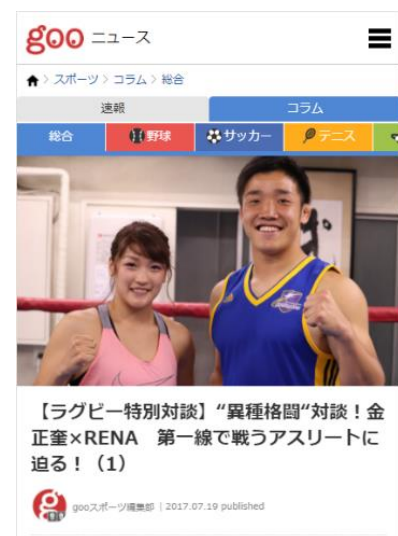 goo ニュース
スポーツ > コラム > 総合
速報 コラム
総合 野球 サッカー テニス
【ラグビー特別対談】“異種格闘“対談！金
正奎×RENA 第一線で戦うアスリートに
迫る！（1）
gooスポーツ編集部 | 2017.07.19 published